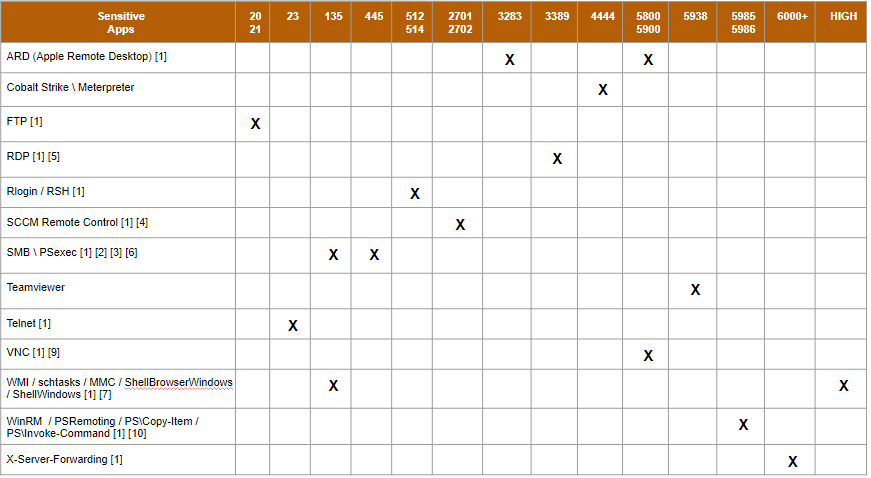 Sensitive Apps 20 21 23 135 445 512 514 2701 2702 3283 3389 4444 5800 5900 5938 5985 5986 6000+ HIGH
ARD (Apple Remote Desktop) [1] X X
Cobalt Strike \ Meterpreter X
FTP [1] X
RDP [1] [5] X
Rlogin / RSH [1] X
SCCM Remote Control [1] [4] X
SMB \ PSexec [1] [2] [3] [6] X X
Teamviewer X
Telnet [1] X
VNC [1] [9] X
WMI / schtasks / MMC / ShellBrowserWindows
/ ShellWindows [1] [7] X X
WinRM / PSRemoting / PS\Copy-Item /
PS\Invoke-Command [1] [10] X
X-Server-Forwarding [1] X